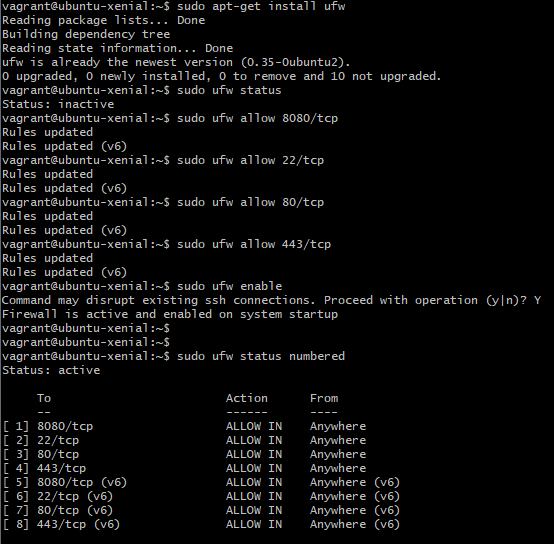 vagrant@ubuntu-xenial:~$ sudo apt-get install ufw
Reading package lists... Done
Building dependency tree
Reading state information... Done
ufw is already the newest version (0.35-0ubuntu2).
0 upgraded, 0 newly installed, 0 to remove and 10 not upgraded.
vagrant@ubuntu-xenial:~$ sudo ufw status
Status: inactive
vagrant@ubuntu-xenial:~$ sudo ufw allow 8080/tcp
Rules updated
Rules updated (v6)
vagrant@ubuntu-xenial:~$ sudo ufw allow 22/tcp
Rules updated
Rules updated (v6)
vagrant@ubuntu-xenial:~$ sudo ufw allow 80/tcp
Rules updated
Rules updated (v6)
vagrant@ubuntu-xenial:~$ sudo ufw allow 443/tcp
Rules updated
Rules updated (v6)
vagrant@ubuntu-xenial:~$ sudo ufw enable
Command may disrupt existing ssh connections. Proceed with operation (y|n)? Y
Firewall is active and enabled on system startup
vagrant@ubuntu-xenial:~$
vagrant@ubuntu-xenial:~$
vagrant@ubuntu-xenial:~$ sudo ufw status numbered
Status: active
To Action From
-- ------ ----
[ 1] 8080/tcp ALLOW IN Anywhere
[ 2] 22/tcp ALLOW IN Anywhere
[ 3] 80/tcp ALLOW IN Anywhere
[ 4] 443/tcp ALLOW IN Anywhere
[ 5] 8080/tcp (v6) ALLOW IN Anywhere (v6)
[ 6] 22/tcp (v6) ALLOW IN Anywhere (v6)
[ 7] 80/tcp (v6) ALLOW IN Anywhere (v6)
[ 8] 443/tcp (v6) ALLOW IN Anywhere (v6)